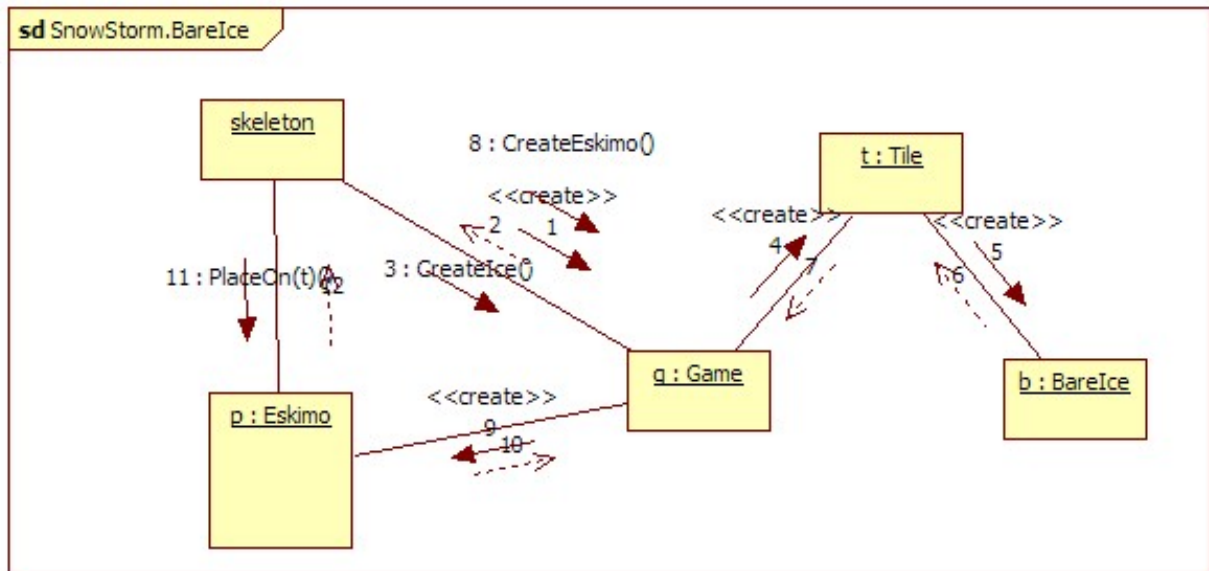 sd SnowStorm.BareIce
skeleton
8 : CreateEskimo()
t : Tile
<<create>>
2
1
<<create>>
4
<<create>>
5
3 : CreateIce()
7
6
11 : PlaceOn(t)()
12
g : Game
b : BareIce
<<create>>
p : Eskimo
9
10